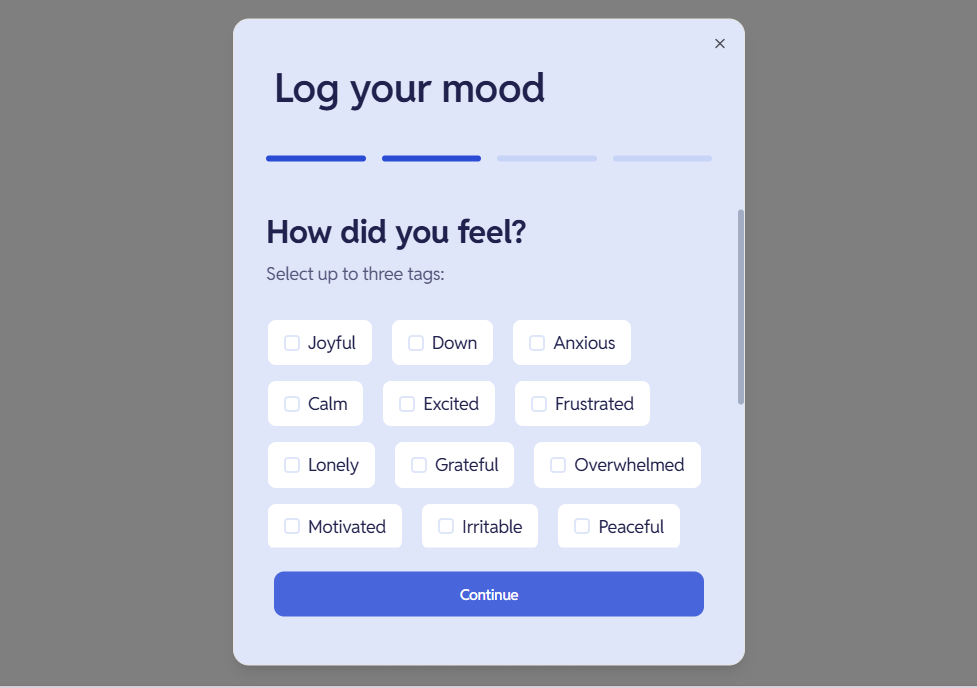 Log your mood
How did you feel?
Select up to three tags:
Joyful Down Anxious
Calm Excited Frustrated
Lonely Grateful Overwhelmed
Motivated Irritable Peaceful
Continue